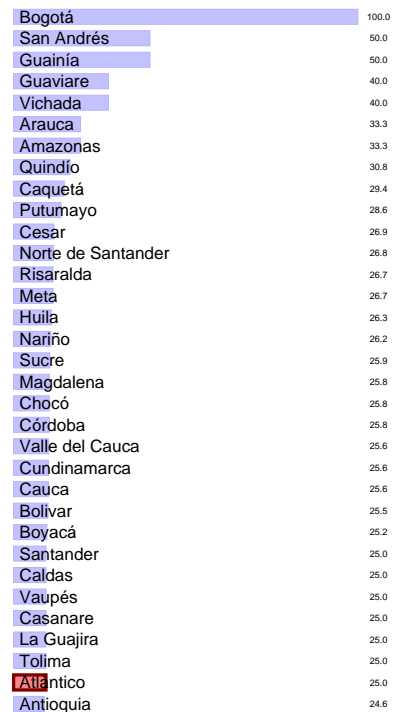 Bogotá 100.0
San Andrés 50.0
Guainía 50.0
Guaviare 40.0
Vichada 40.0
Arauca 33.3
Amazonas 33.3
Quindío 30.8
Caquetá 29.4
Putumayo 28.6
Cesar 26.9
Norte de Santander 26.8
Risaralda 26.7
Meta 26.7
Huila 26.3
Nariño 26.2
Sucre 25.9
Magdalena 25.8
Chocó 25.8
Córdoba 25.8
Valle del Cauca 25.6
Cundinamarca 25.6
Cauca 25.6
Bolivar 25.5
Boyacá 25.2
Santander 25.0
Caldas 25.0
Vaupés 25.0
Casanare 25.0
La Guajira 25.0
Tolima 25.0
Atlántico 25.0
Antioquia 24.6